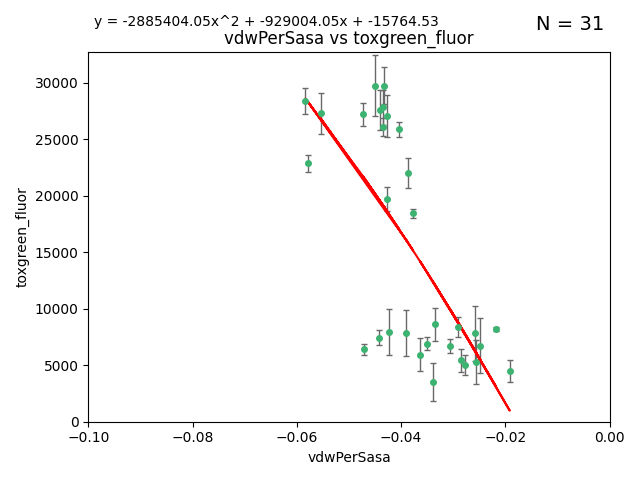 y = -2885404.05x^2 + -929004.05x + -15764.53
N = 31
vdwPerSasa vs toxgreen_fluor
toxgreen_fluor
30000
25000
20000
15000
10000
5000
0
−0.10
−0.08
−0.06
−0.04
−0.02
0.00
vdwPerSasa